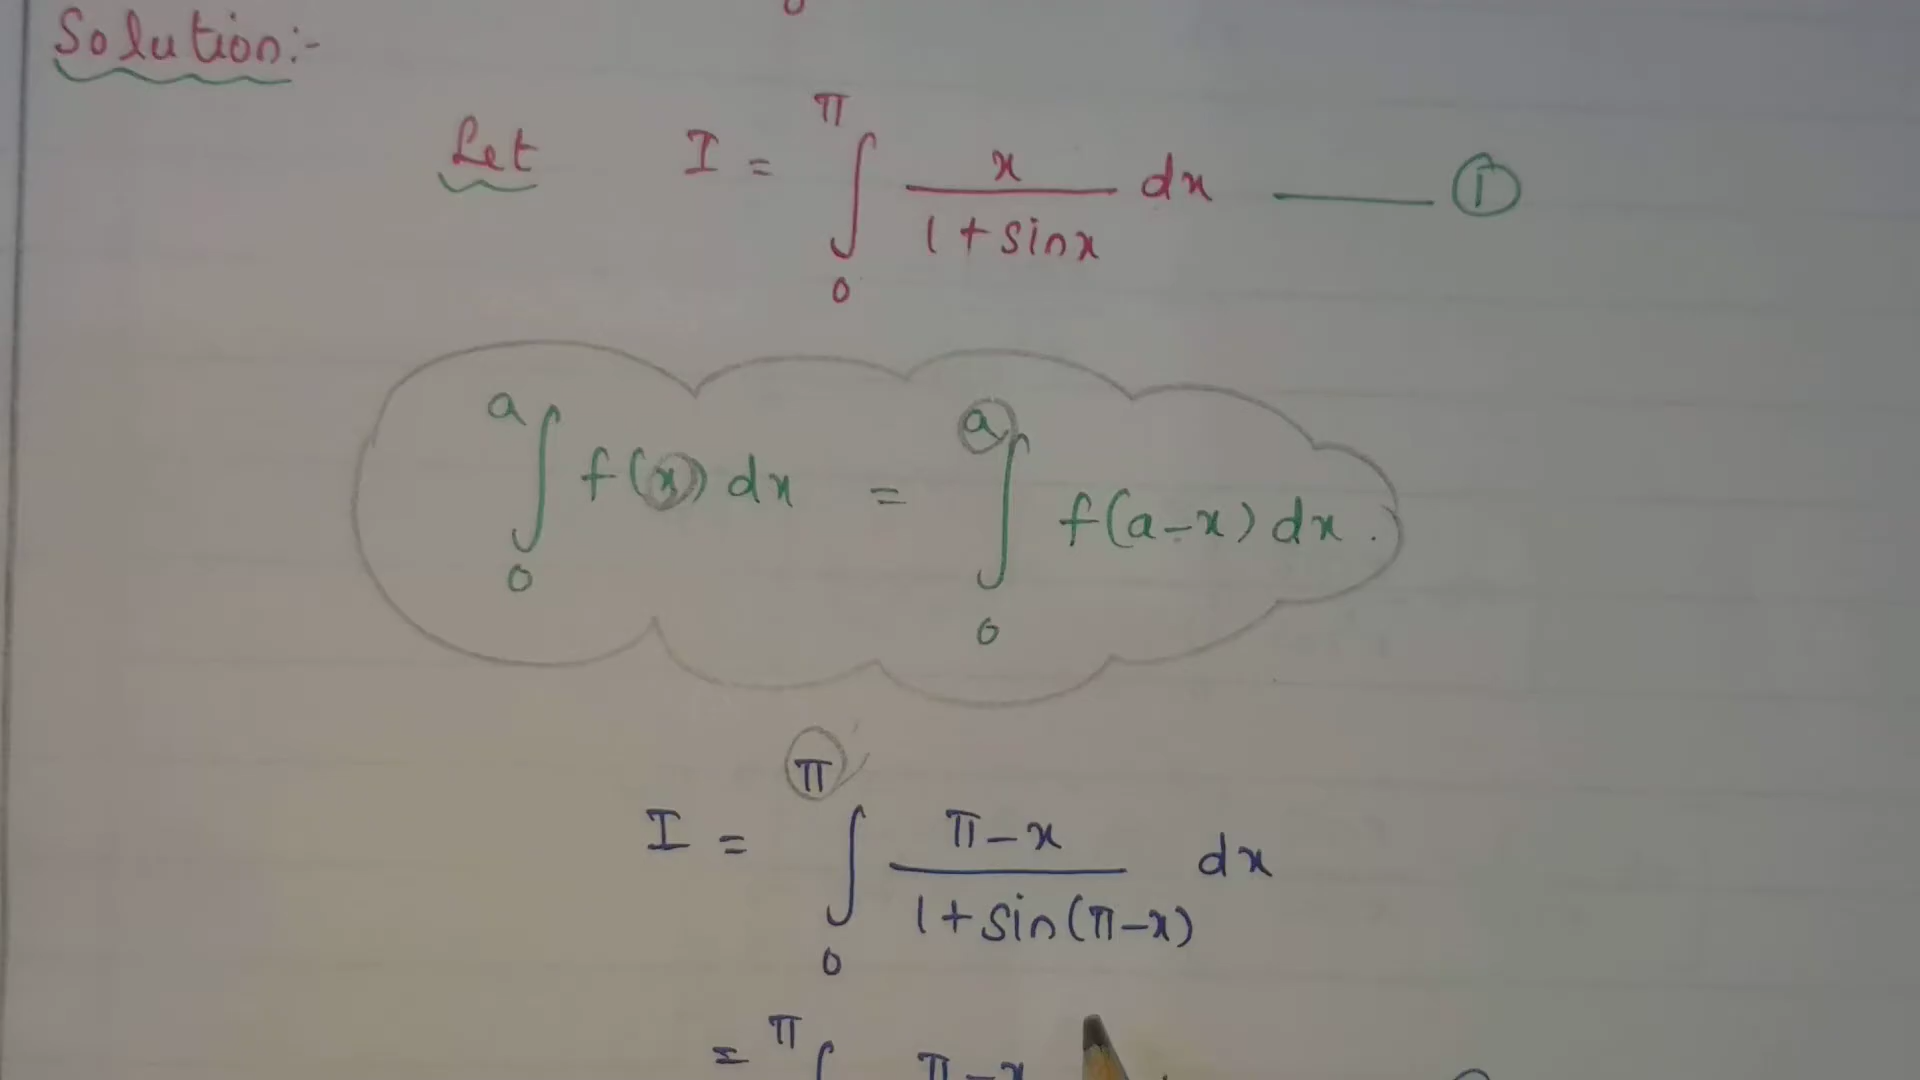 Solution:-
Let I = ∫₀^π x / (1 + sinx) dx —— ①
∫₀^a f(x) dx = ∫₀^a f(a-x) dx.
I = ∫₀^π (π-x) / (1 + sin(π-x)) dx
= ∫^π π-x